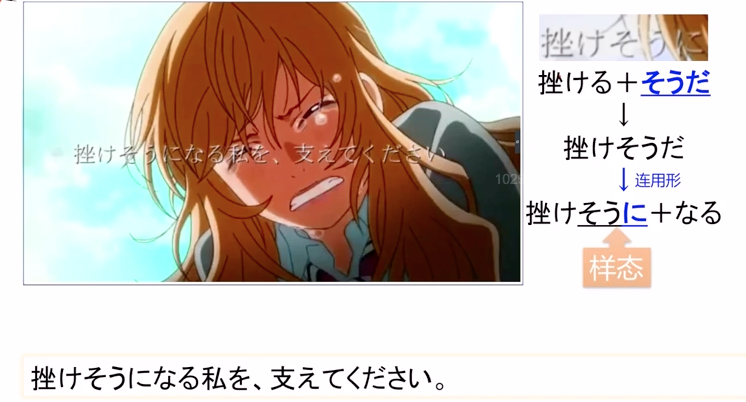 挫けそうになる私を、支えてください
挫けそうに
挫ける＋そうだ
↓
挫けそうだ
↓连用形
挫けそうに＋なる
样态
挫けそうになる私を、支えてください。